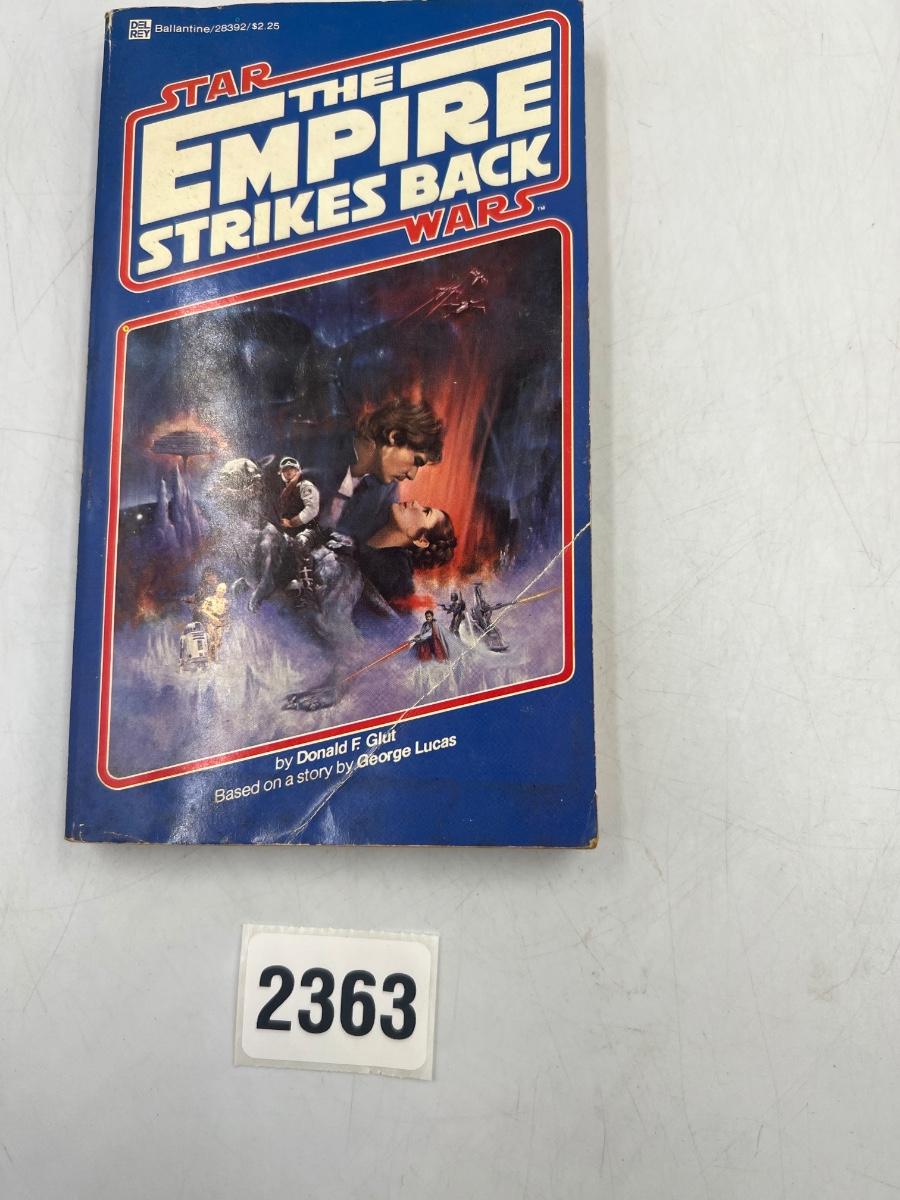 DEL
REY
Ballantine/28392/$2.25
STAR
THE
EMPIRE
STRIKES BACK
WARS™
by Donald F. Glut
Based on a story by George Lucas
2363